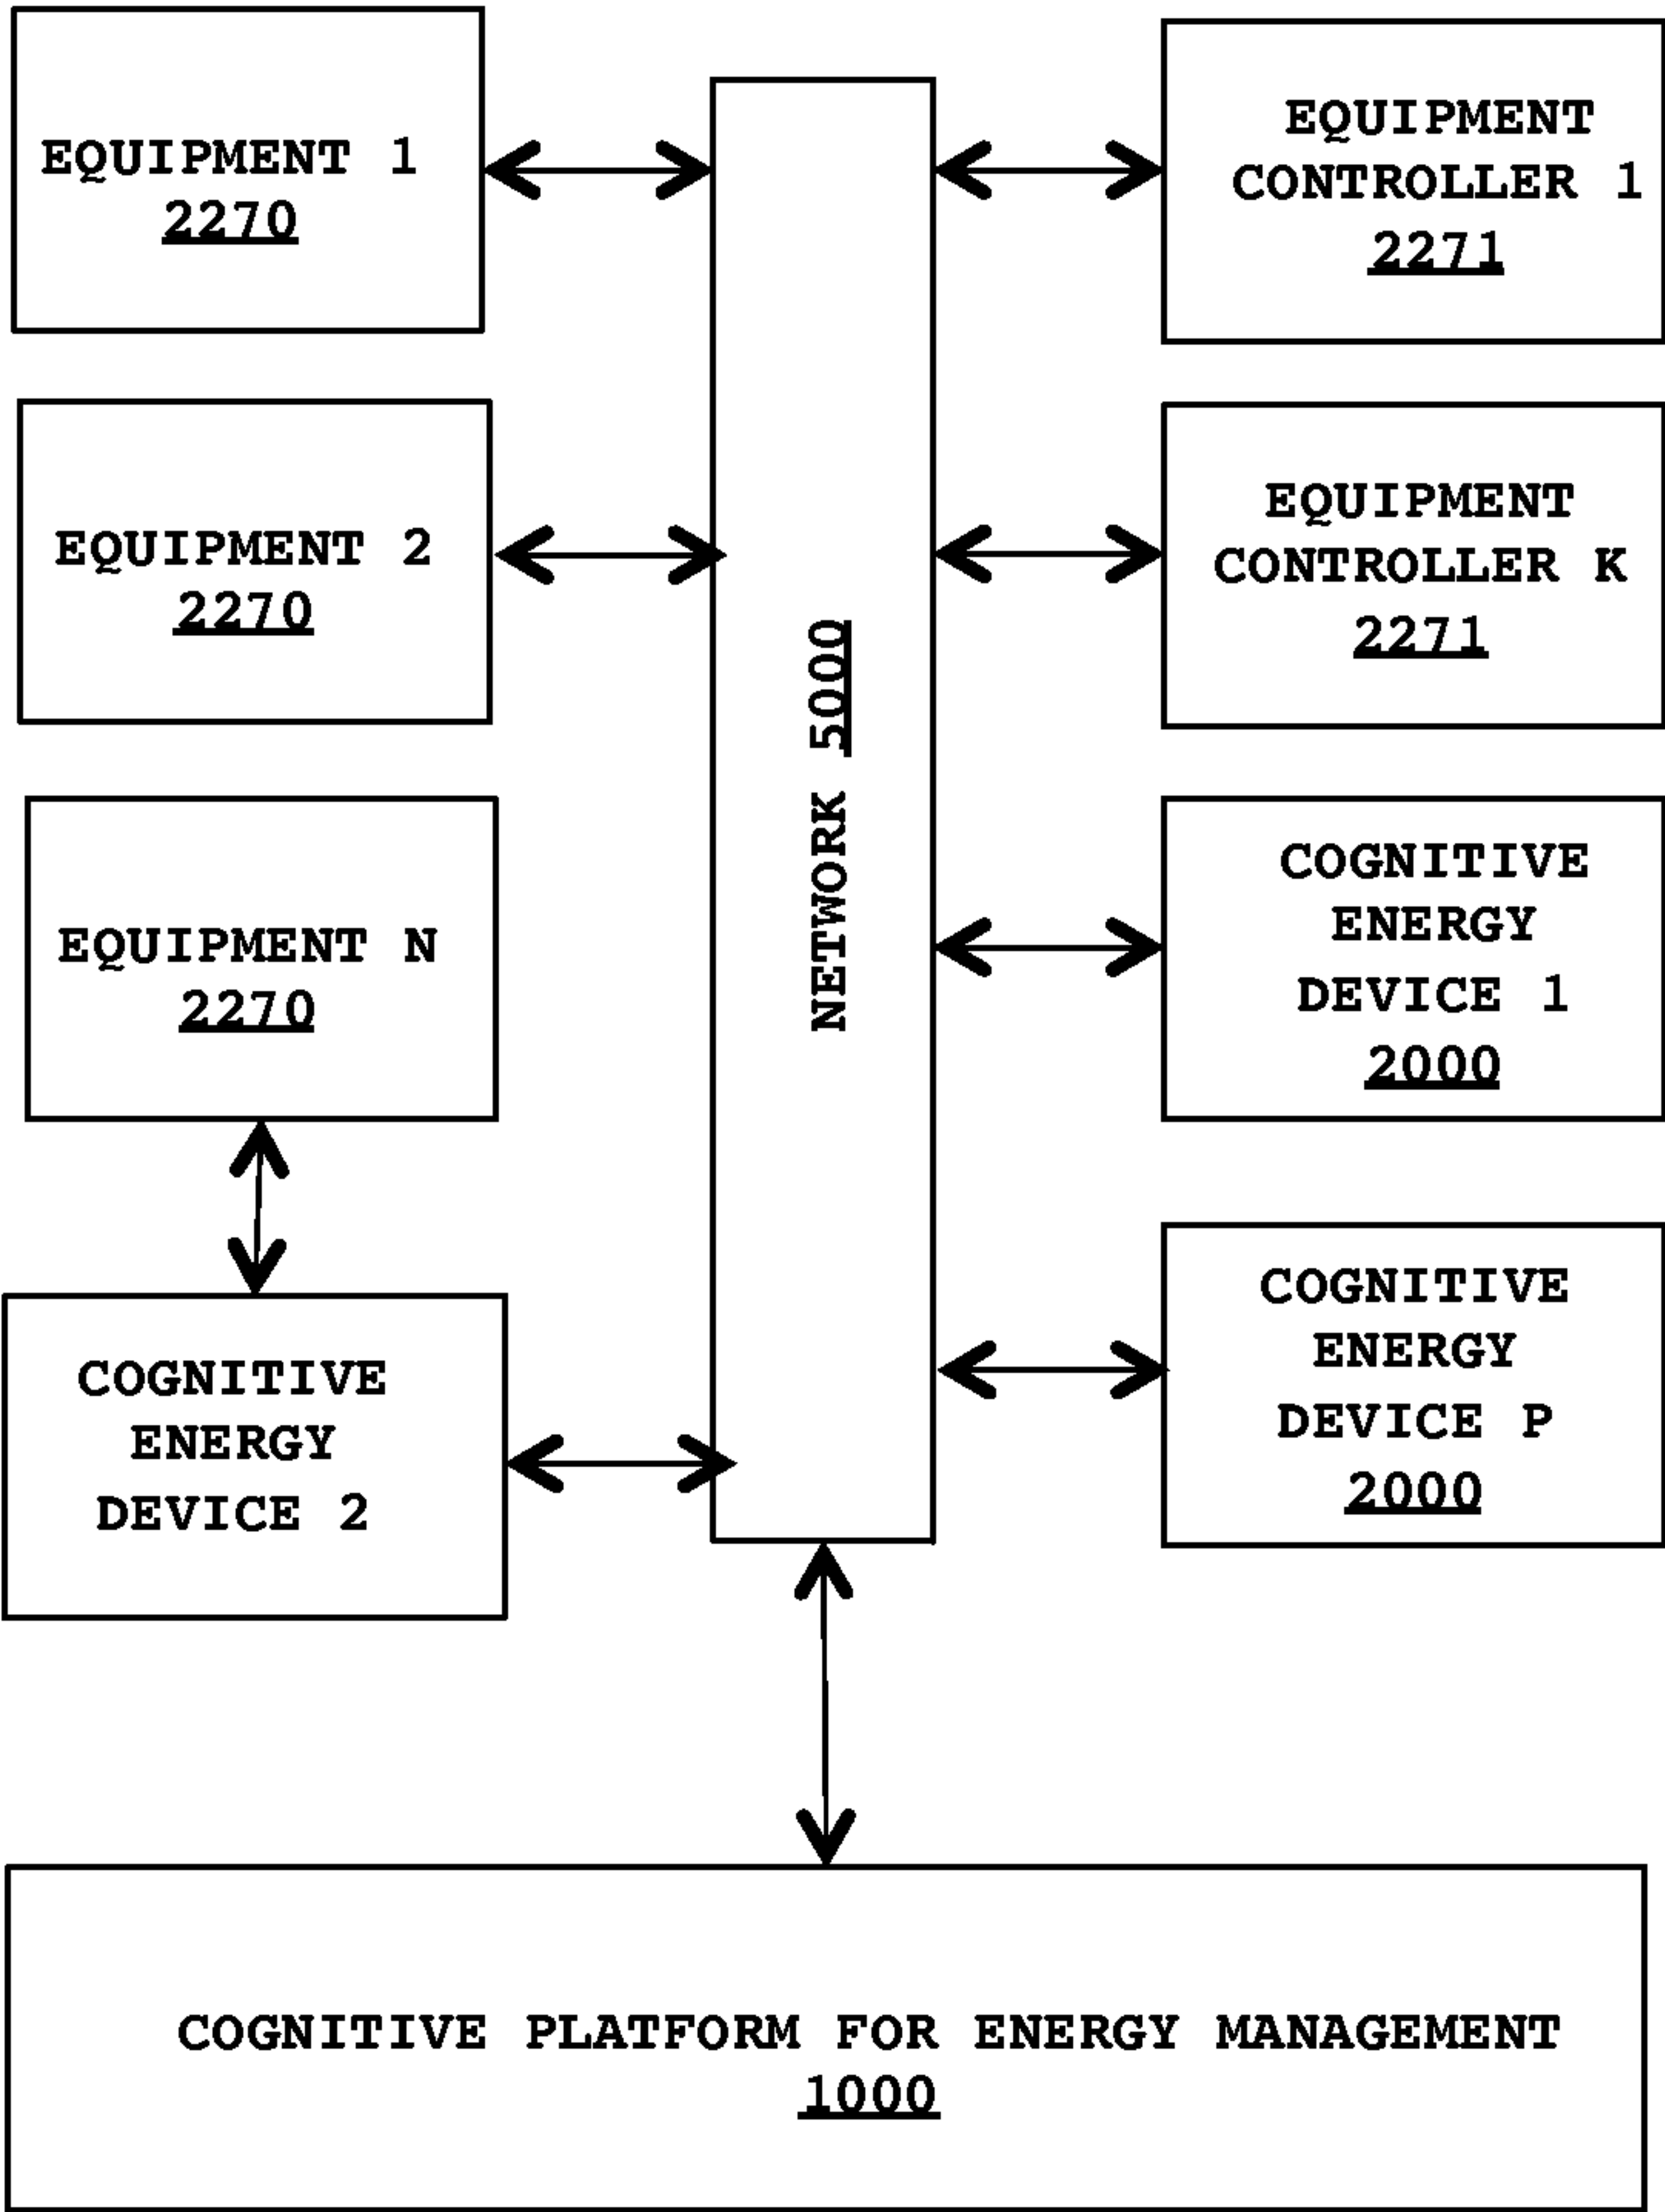 EQUIPMENT 1
2270
EQUIPMENT 2
2270
EQUIPMENT N
2270
COGNITIVE
ENERGY
DEVICE 2
NETWORK 5000
EQUIPMENT
CONTROLLER 1
2271
EQUIPMENT
CONTROLLER K
2271
COGNITIVE
ENERGY
DEVICE 1
2000
COGNITIVE
ENERGY
DEVICE P
2000
COGNITIVE PLATFORM FOR ENERGY MANAGEMENT
1000